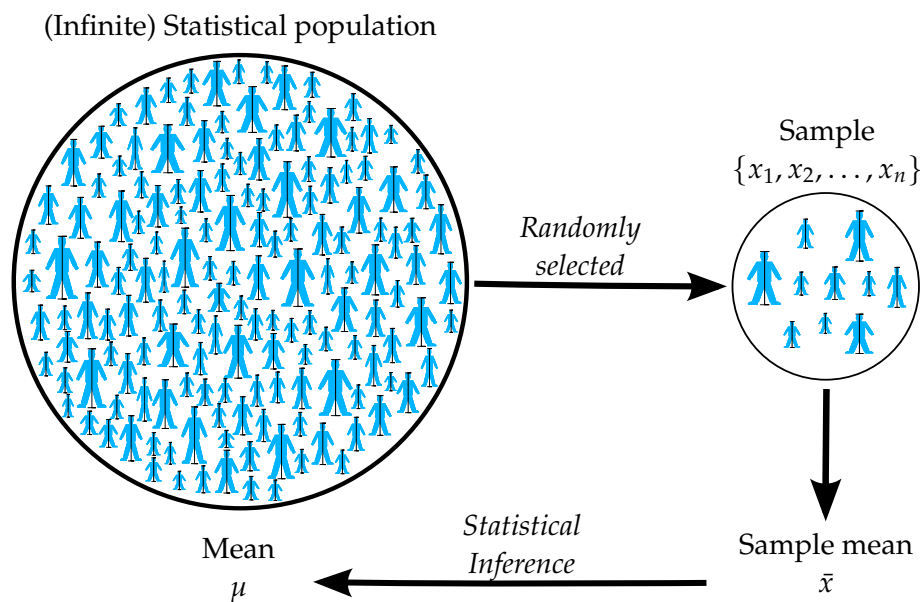 (Infinite) Statistical population
Sample
{x₁, x₂, . . . , xₙ}
Randomly
selected
Statistical
Inference
Mean
μ
Sample mean
x̄